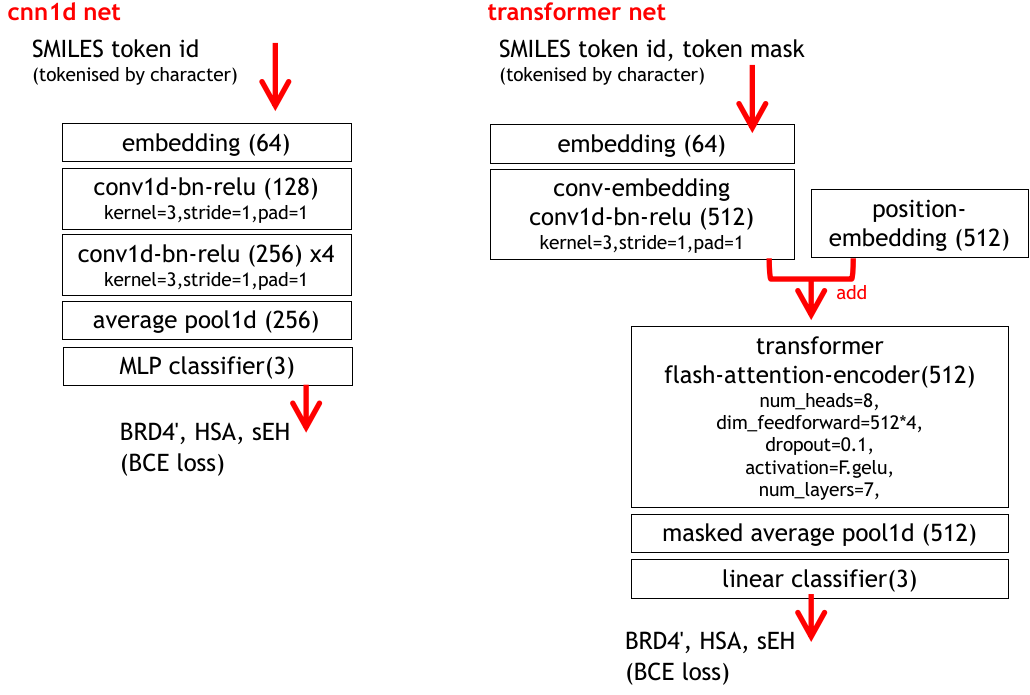 cnn1d net
SMILES token id
(tokenised by character)
embedding (64)
conv1d-bn-relu (128)
kernel=3,stride=1,pad=1
conv1d-bn-relu (256) x4
kernel=3,stride=1,pad=1
average pool1d (256)
MLP classifier(3)
BRD4', HSA, sEH
(BCE loss)
transformer net
SMILES token id, token mask
(tokenised by character)
embedding (64)
conv-embedding
conv1d-bn-relu (512)
kernel=3,stride=1,pad=1
position-
embedding (512)
add
transformer
flash-attention-encoder(512)
num_heads=8,
dim_feedforward=512*4,
dropout=0.1,
activation=F.gelu,
num_layers=7,
masked average pool1d (512)
linear classifier(3)
BRD4', HSA, sEH
(BCE loss)